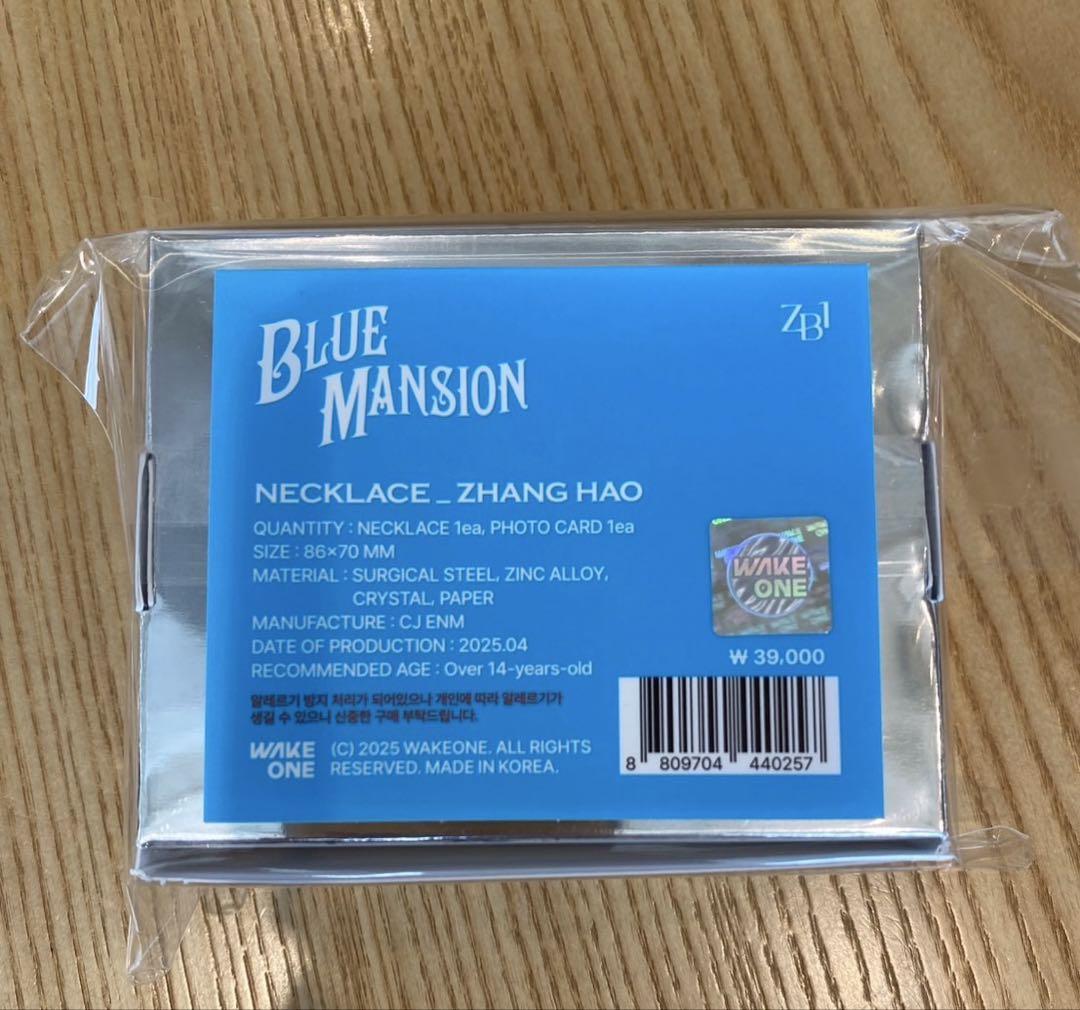 BLUE
MANSION
ZB1
NECKLACE_ZHANG HAO
QUANTITY : NECKLACE 1ea, PHOTO CARD 1ea
SIZE : 86×70 MM
MATERIAL : SURGICAL STEEL, ZINC ALLOY,
CRYSTAL, PAPER
MANUFACTURE : CJ ENM
DATE OF PRODUCTION : 2025.04
RECOMMENDED AGE : Over 14-years-old
알레르기 방지 처리가 되어있으나 개인에 따라 알레르기가
생길 수 있으니 신중한 구매 부탁드립니다.
WAKE
ONE
(C) 2025 WAKEONE. ALL RIGHTS
RESERVED. MADE IN KOREA.
WAKE
ONE
₩ 39,000
8 809704 440257